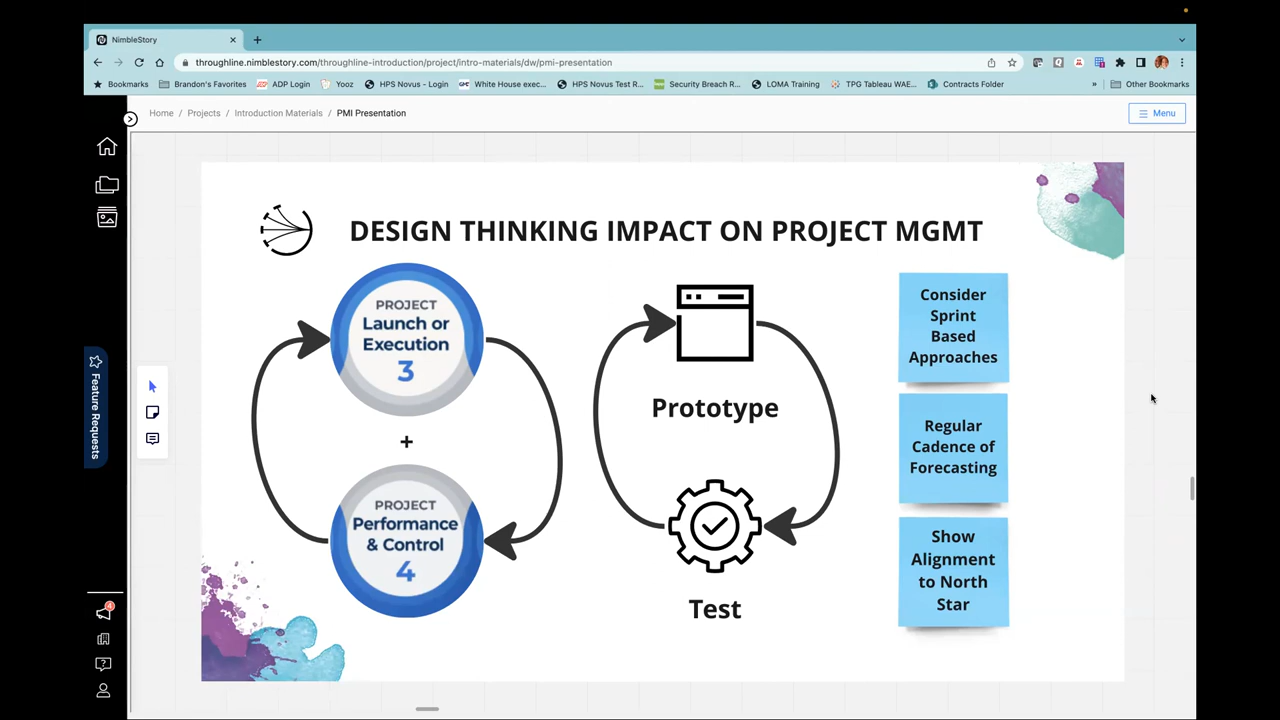 NimbleStory
throughline.nimblestory.com/throughline-introduction/project/intro-materials/dw/pmi-presentation
Bookmarks
Brandon's Favorites
ADP Login
Yooz
HPS Novus - Login
White House exec...
HPS Novus Test R...
Security Breach R...
LOMA Training
TPG Tableau WAE...
Contracts Folder
»
Other Bookmarks
Home / Projects / Introduction Materials / PMI Presentation
Menu
Feature Requests
4
DESIGN THINKING IMPACT ON PROJECT MGMT
PROJECT
Launch or
Execution
3
+
PROJECT
Performance
& Control
4
Prototype
Test
Consider
Sprint
Based
Approaches
Regular
Cadence of
Forecasting
Show
Alignment
to North
Star